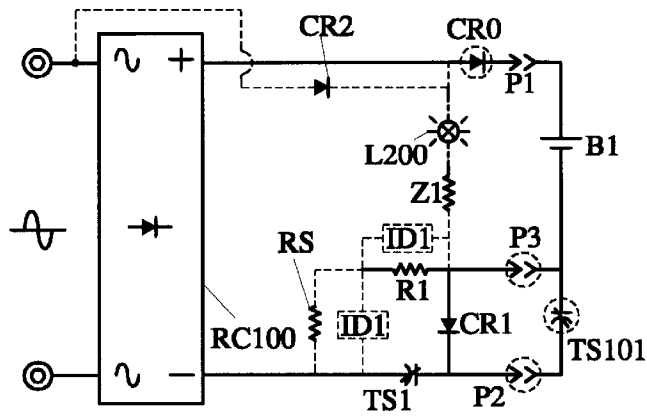 CR2
CR0
P1
L200
B1
Z1
ID1
P3
RS
R1
ID1
CR1
RC100
TS101
TS1
P2